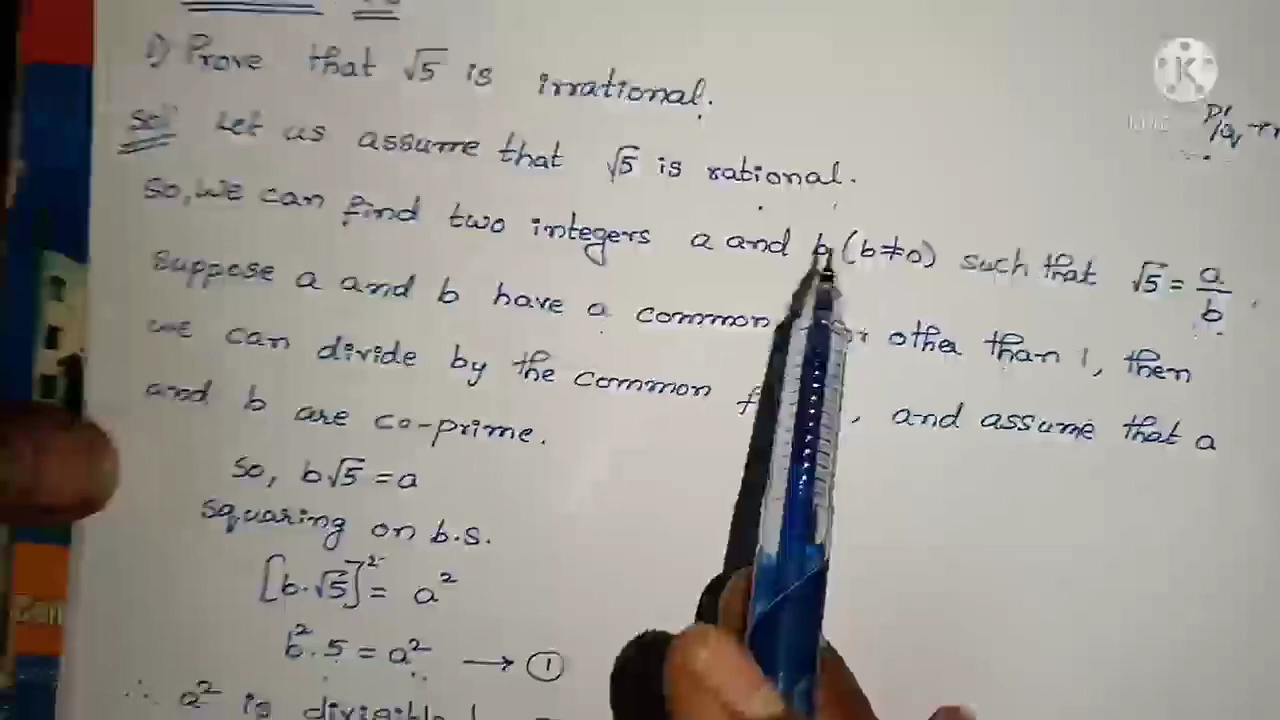 1) Prove that √5 is irrational.
Sol: Let us assume that √5 is rational.
So, we can find two integers a and b (b≠0) such that √5 = a/b.
Suppose a and b have a common other than 1, then
we can divide by the common , and assume that a
and b are co-prime.
So, b√5 = a
squaring on b.s.
[b.√5]² = a²
b².5 = a² → ①
∴ a² is
K